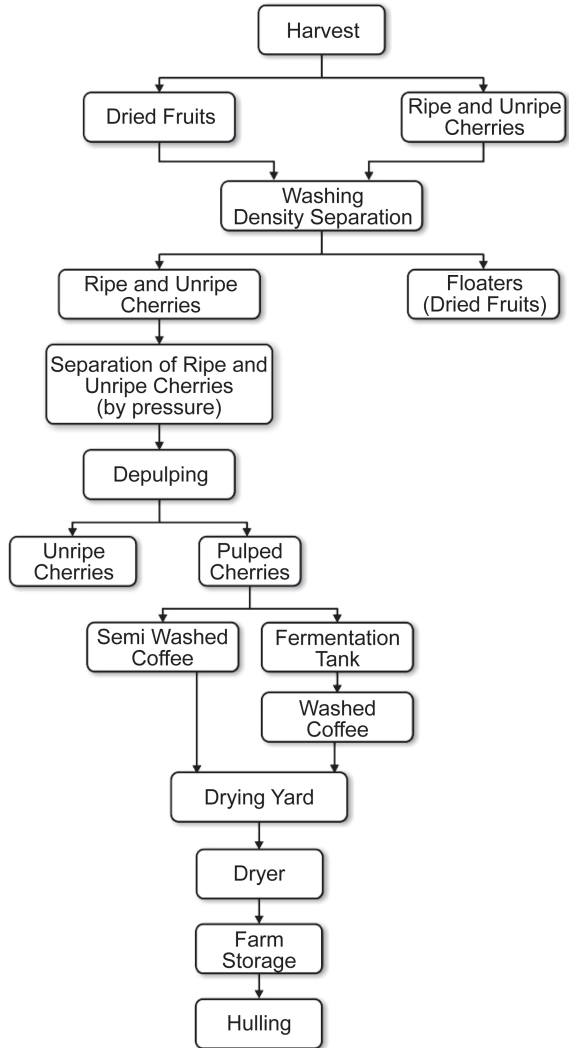 Harvest
Dried Fruits
Ripe and Unripe
Cherries
Washing
Density Separation
Ripe and Unripe
Cherries
Floaters
(Dried Fruits)
Separation of Ripe and
Unripe Cherries
(by pressure)
Depulping
Unripe
Cherries
Pulped
Cherries
Semi Washed
Coffee
Fermentation
Tank
Washed
Coffee
Drying Yard
Dryer
Farm
Storage
Hulling